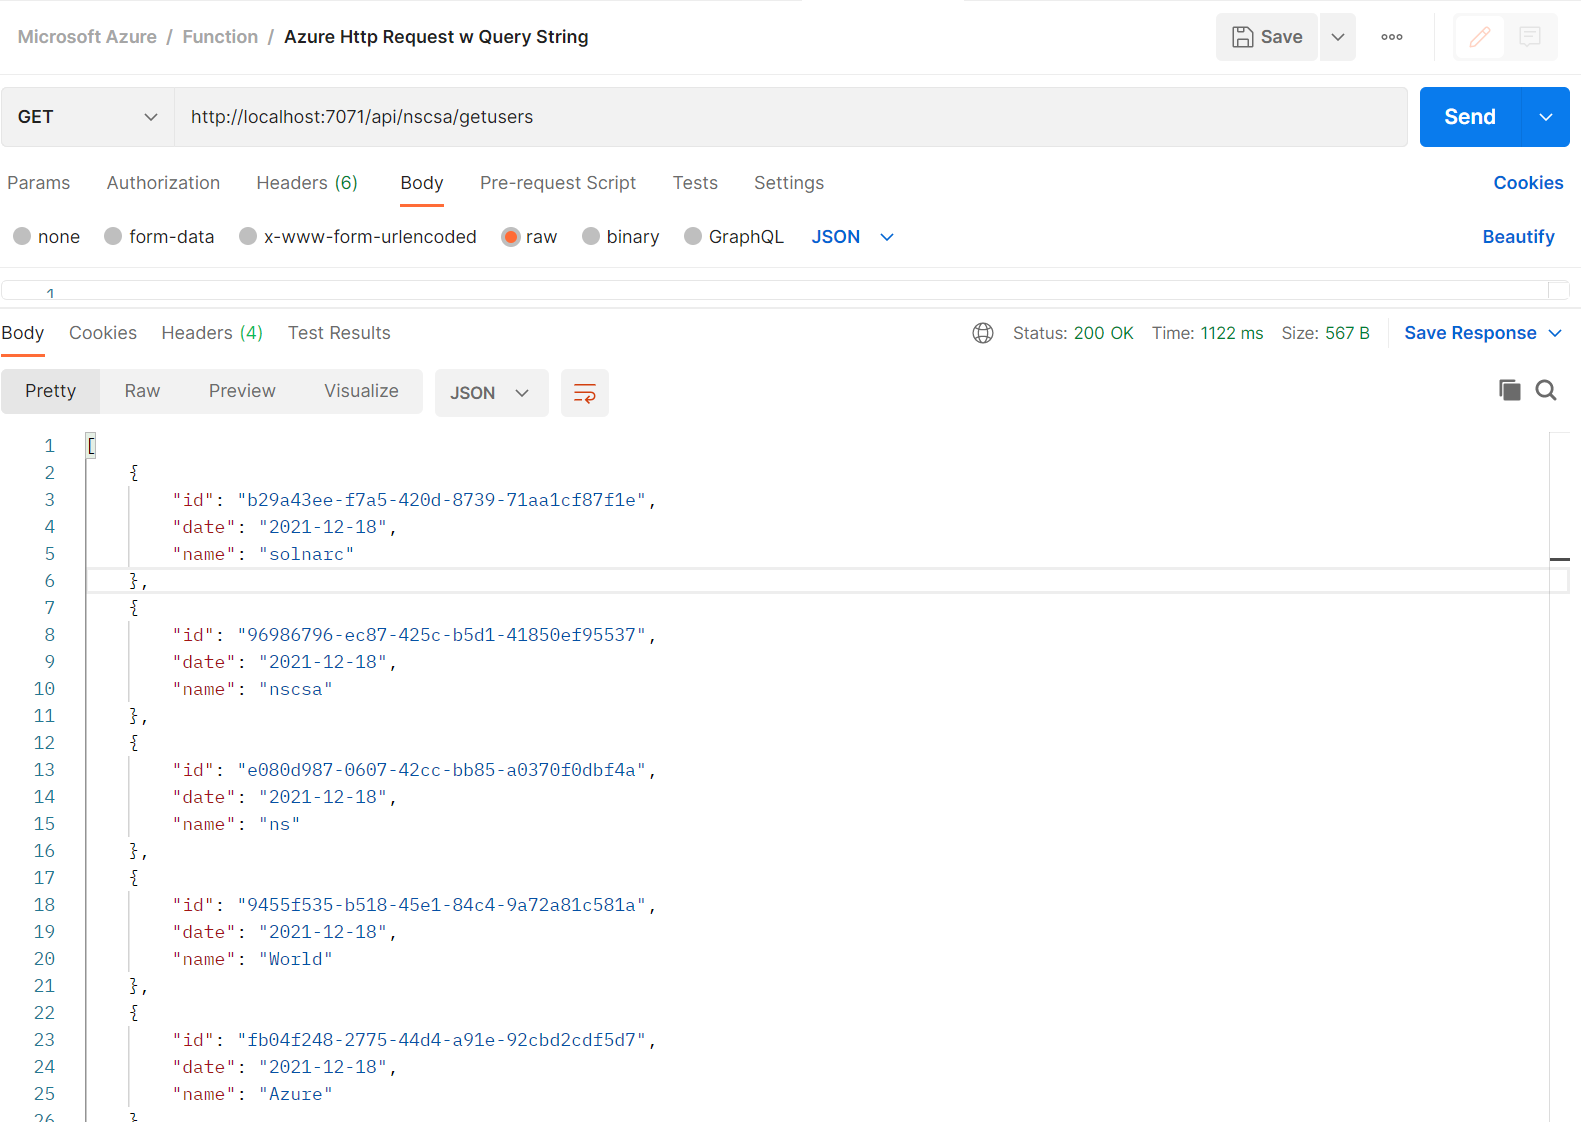 Microsoft Azure / Function / Azure Http Request w Query String
Save
GET http://localhost:7071/api/nscsa/getusers Send
Params Authorization Headers (6) Body Pre-request Script Tests Settings Cookies
none form-data x-www-form-urlencoded raw binary GraphQL JSON Beautify
1
Body Cookies Headers (4) Test Results Status: 200 OK Time: 1122 ms Size: 567 B Save Response
Pretty Raw Preview Visualize JSON
1 [
2 {
3 "id": "b29a43ee-f7a5-420d-8739-71aa1cf87f1e",
4 "date": "2021-12-18",
5 "name": "solnarc"
6 },
7 {
8 "id": "96986796-ec87-425c-b5d1-41850ef95537",
9 "date": "2021-12-18",
10 "name": "nscsa"
11 },
12 {
13 "id": "e080d987-0607-42cc-bb85-a0370f0dbf4a",
14 "date": "2021-12-18",
15 "name": "ns"
16 },
17 {
18 "id": "9455f535-b518-45e1-84c4-9a72a81c581a",
19 "date": "2021-12-18",
20 "name": "World"
21 },
22 {
23 "id": "fb04f248-2775-44d4-a91e-92cbd2cdf5d7",
24 "date": "2021-12-18",
25 "name": "Azure"
26 }